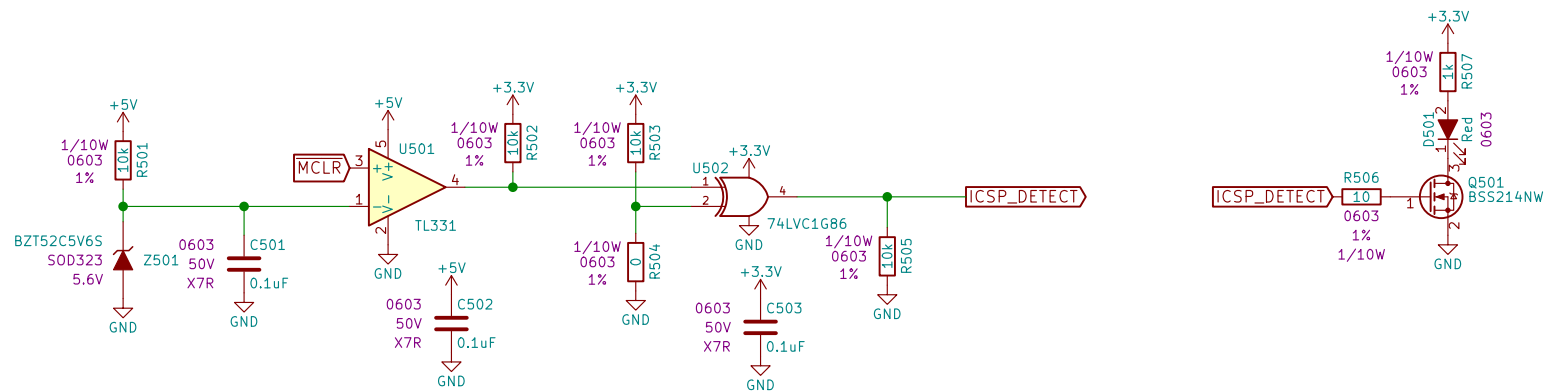 +5V
1/10W
0603
1%
10k
R501
BZT52C5V6S
SOD323
5.6V
Z501
GND
0603
50V
X7R
C501
0.1uF
GND
MCLR
+5V
U501
3
+
1
-
5
V+
V-
2
4
TL331
GND
+5V
0603
50V
X7R
C502
0.1uF
GND
+3.3V
1/10W
0603
1%
10k
R502
+3.3V
1/10W
0603
1%
10k
R503
1/10W
0603
1%
0
R504
GND
U502
+3.3V
1
2
4
74LVC1G86
GND
+3.3V
0603
50V
X7R
C503
0.1uF
GND
1/10W
0603
1%
10k
R505
GND
ICSP_DETECT
ICSP_DETECT
R506
10
0603
1%
1/10W
+3.3V
1/10W
0603
1%
1k
R507
2
D501
1
Red
0603
3
1
2
Q501
BSS214NW
GND